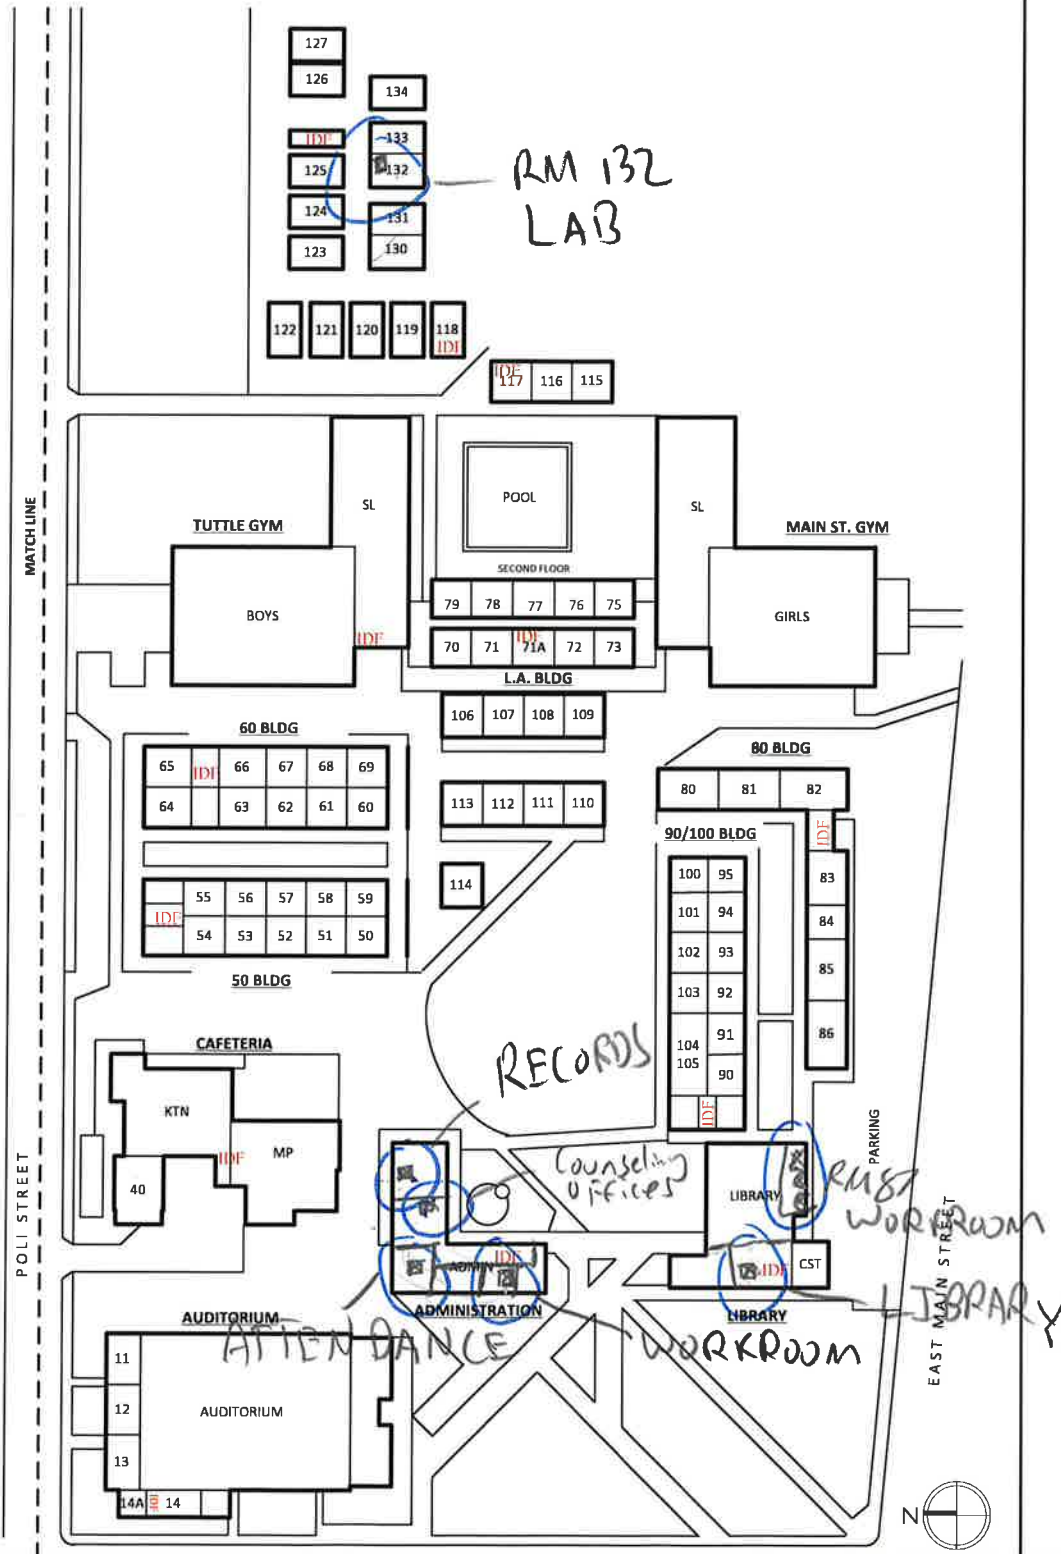 127
126
134
IDF
133
125
132
RM 132
LAB
124
131
123
130
122 121 120 119 118
IDF
IDF
117 116 115
MATCH LINE
SL
POOL
SL
TUTTLE GYM
MAIN ST. GYM
SECOND FLOOR
79 78 77 76 75
BOYS
GIRLS
IDF
IDF
70 71 71A 72 73
L.A. BLDG
106 107 108 109
60 BLDG
80 BLDG
65 IDF 66 67 68 69
80 81 82
64 63 62 61 60
113 112 111 110
IDF
90/100 BLDG
100 95
83
114
55 56 57 58 59
IDF
101 94
84
54 53 52 51 50
102 93
85
50 BLDG
103 92
91
86
104
105
90
CAFETERIA
RECORDS
KTN
IDF
MP
IDF
PARKING
40
Counseling
Offices
LIBRARY
WORKROOM
POLI STREET
ADMIN
IDF
IDF
CST
ADMINISTRATION
LIBRARY
LIBRARY
EAST MAIN STREET
AUDITORIUM
ATTENDANCE
WORKROOM
11
12
AUDITORIUM
13
14A IDF 14
N